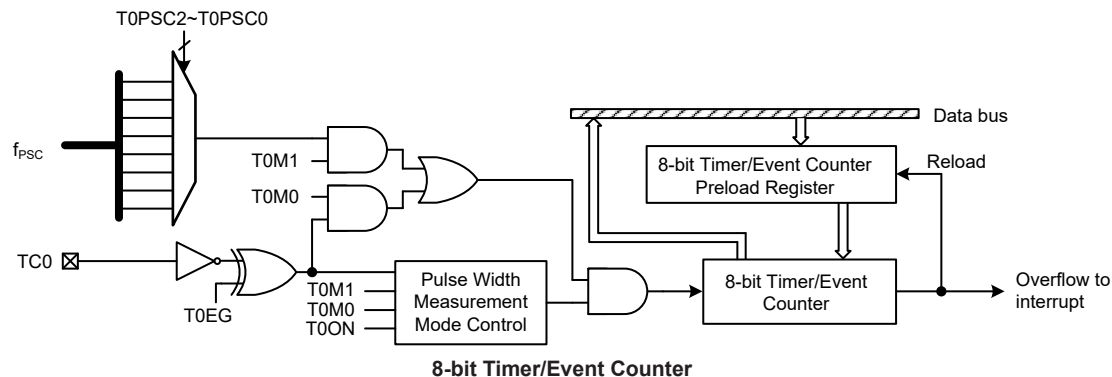 T0PSC2~T0PSC0
fPSC
T0M1
T0M0
TC0
T0EG
T0M1
T0M0
T0ON
Pulse Width
Measurement
Mode Control
Data bus
8-bit Timer/Event Counter
Preload Register
Reload
8-bit Timer/Event
Counter
Overflow to
interrupt
8-bit Timer/Event Counter